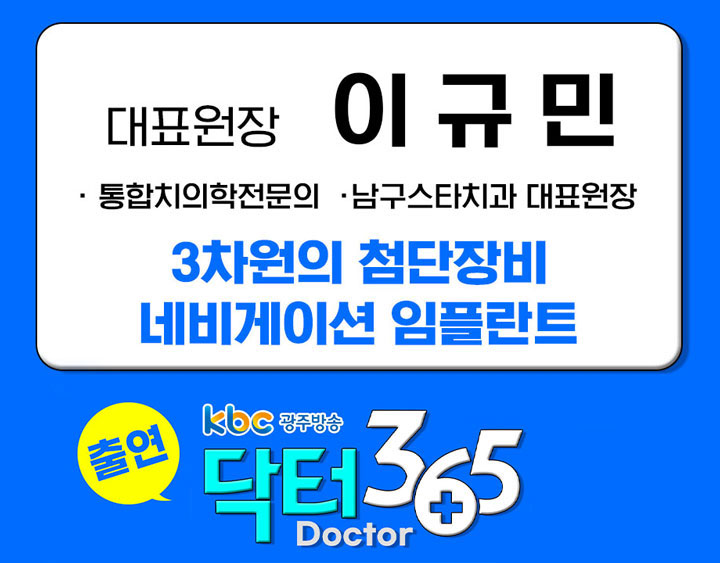 대표원장 이규민
· 통합치의학전문의 ·남구스타치과 대표원장
3차원의 첨단장비
네비게이션 임플란트
출연
kbc 광주방송
닥터365
Doctor